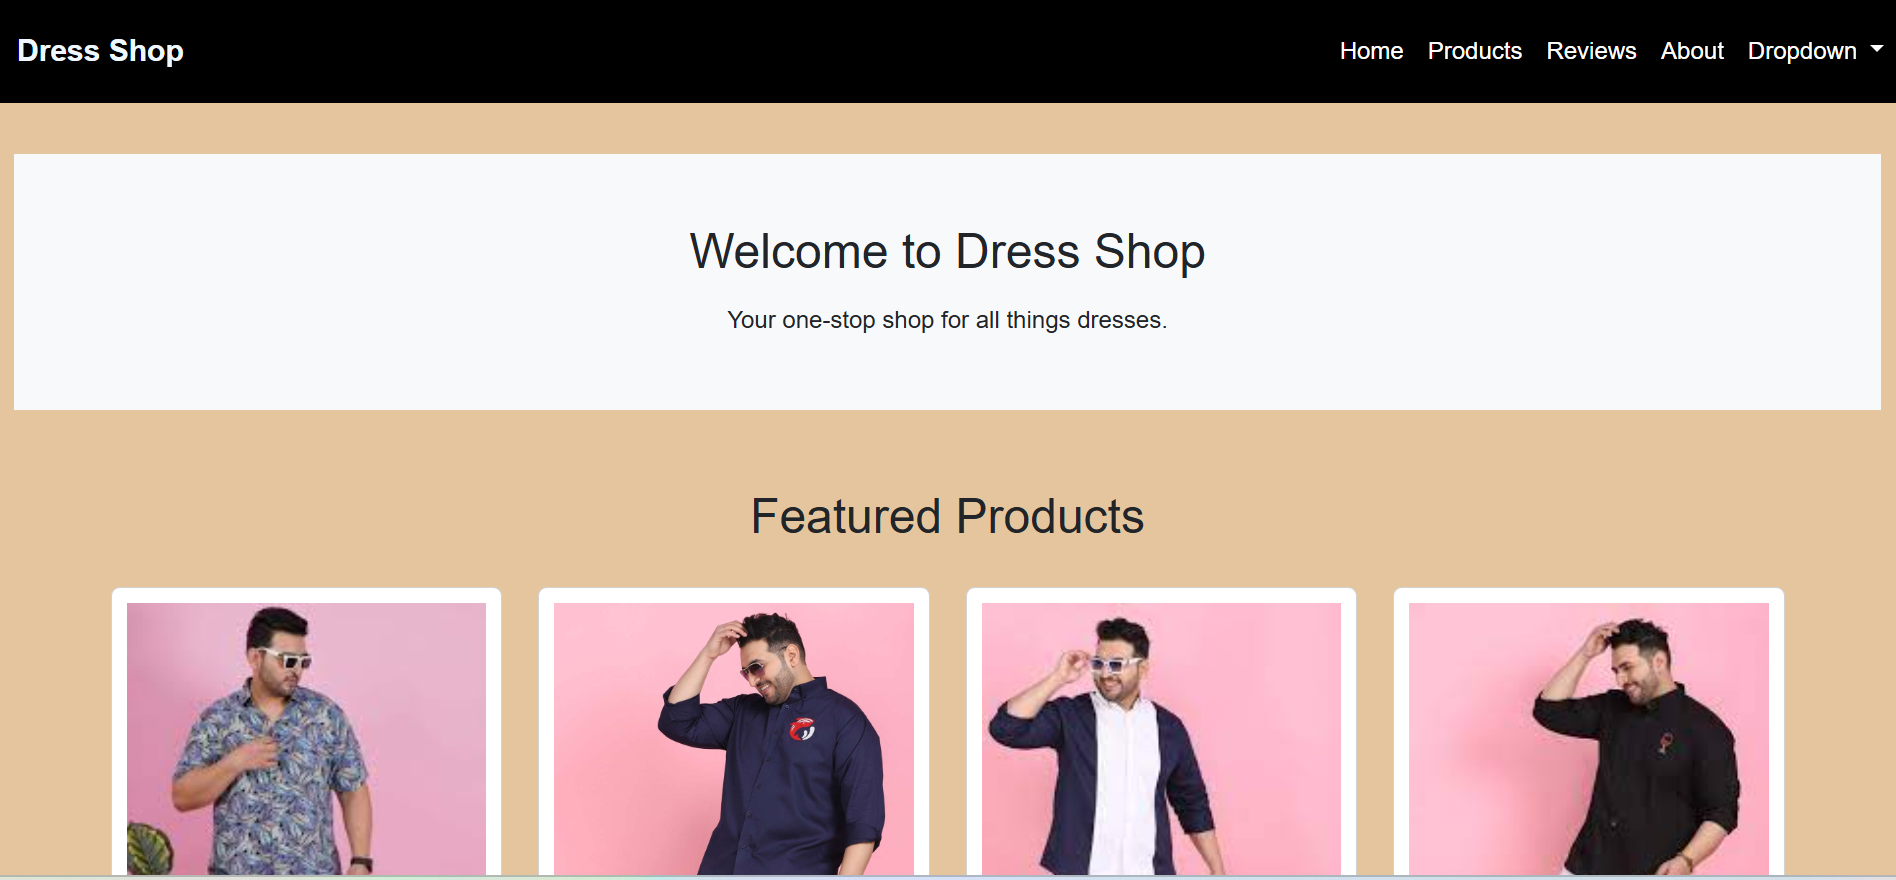 Dress Shop
Home Products Reviews About Dropdown
Welcome to Dress Shop
Your one-stop shop for all things dresses.
Featured Products